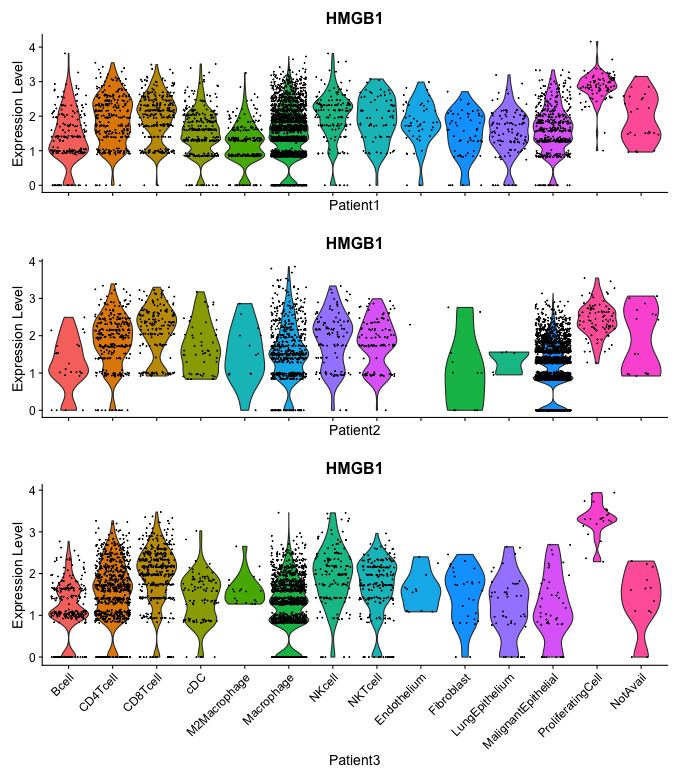 HMGB1
Expression Level
4
3
2
1
0
Patient1
HMGB1
Expression Level
4
3
2
1
0
Patient2
HMGB1
Expression Level
4
3
2
1
0
Bcell
CD4Tcell
CD8Tcell
cDC
M2Macrophage
Macrophage
NKcell
NKTcell
Endothelium
Fibroblast
LungEpithelium
MalignantEpithelial
ProliferatingCell
NotAvail
Patient3